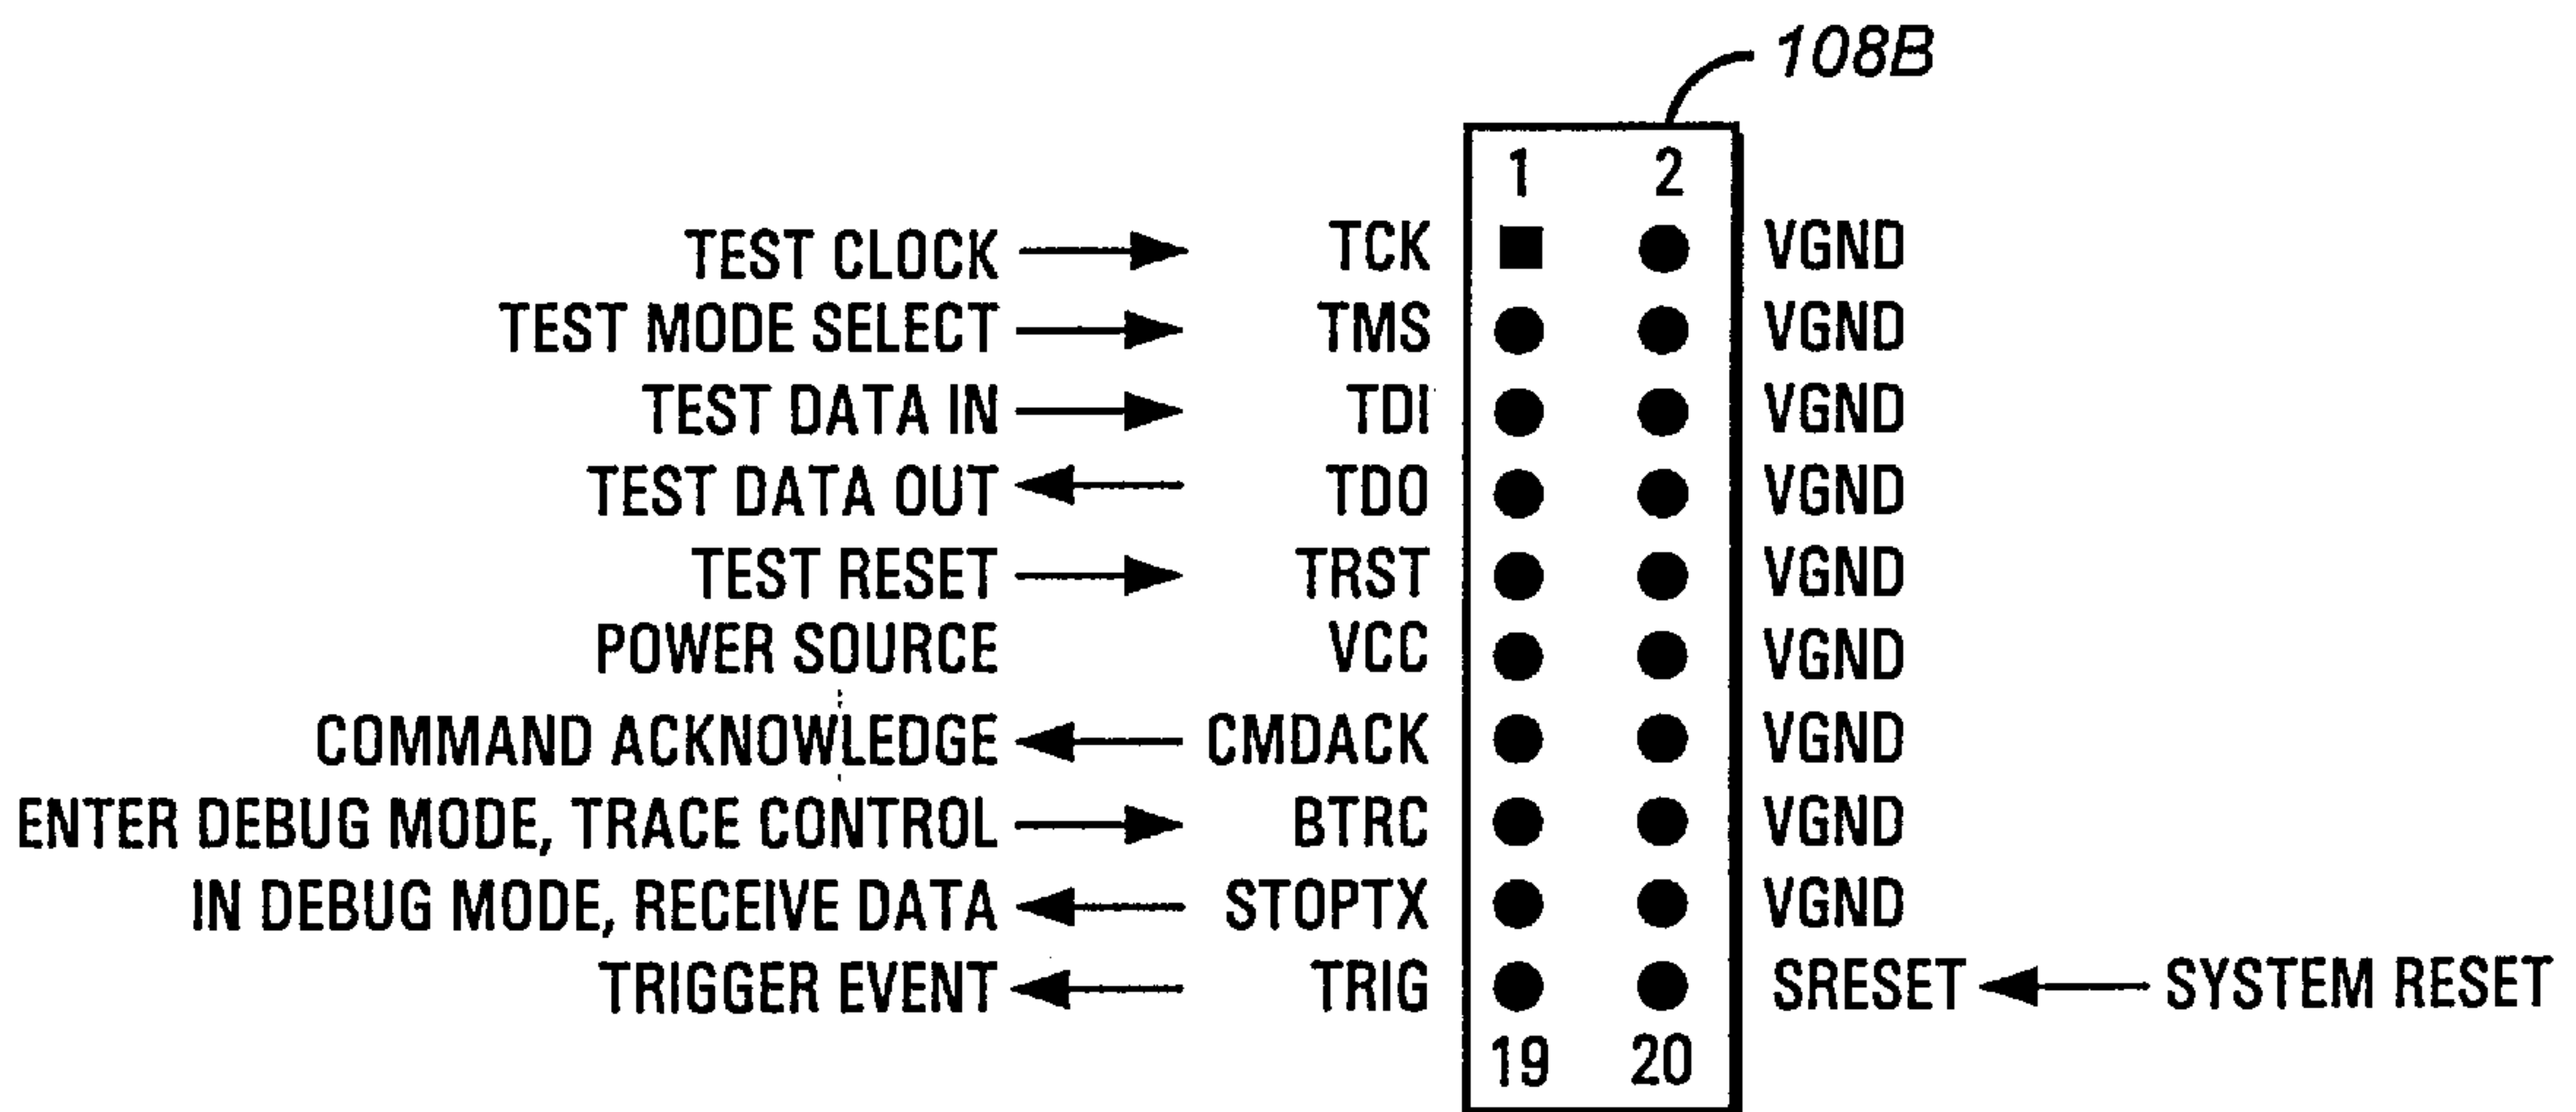 108B
1 2
TEST CLOCK TCK VGND
TEST MODE SELECT TMS VGND
TEST DATA IN TDI VGND
TEST DATA OUT TDO VGND
TEST RESET TRST VGND
POWER SOURCE VCC VGND
COMMAND ACKNOWLEDGE CMDACK VGND
ENTER DEBUG MODE, TRACE CONTROL BTRC VGND
IN DEBUG MODE, RECEIVE DATA STOPTX VGND
TRIGGER EVENT TRIG SRESET SYSTEM RESET
19 20